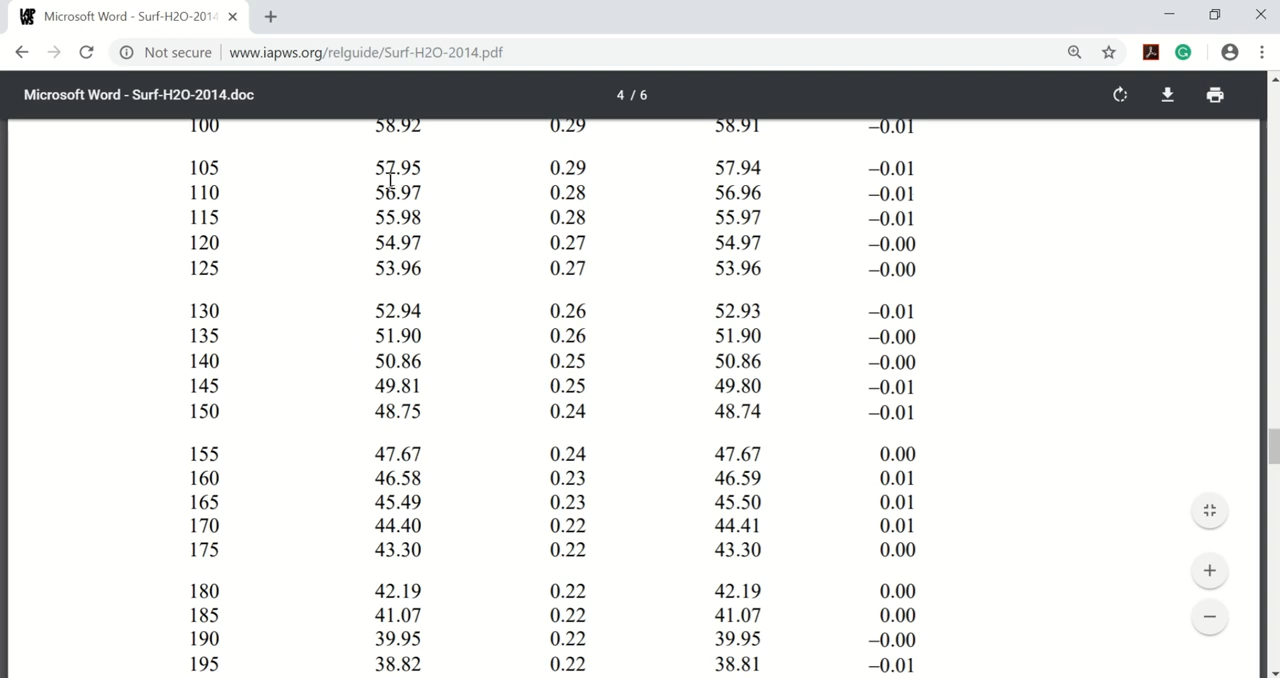 Microsoft Word - Surf-H2O-2014
Not secure www.iapws.org/relguide/Surf-H2O-2014.pdf
Microsoft Word - Surf-H2O-2014.doc 4 / 6
100 58.92 0.29 58.91 –0.01
105 57.95 0.29 57.94 –0.01
110 56.97 0.28 56.96 –0.01
115 55.98 0.28 55.97 –0.01
120 54.97 0.27 54.97 –0.00
125 53.96 0.27 53.96 –0.00
130 52.94 0.26 52.93 –0.01
135 51.90 0.26 51.90 –0.00
140 50.86 0.25 50.86 –0.00
145 49.81 0.25 49.80 –0.01
150 48.75 0.24 48.74 –0.01
155 47.67 0.24 47.67 0.00
160 46.58 0.23 46.59 0.01
165 45.49 0.23 45.50 0.01
170 44.40 0.22 44.41 0.01
175 43.30 0.22 43.30 0.00
180 42.19 0.22 42.19 0.00
185 41.07 0.22 41.07 0.00
190 39.95 0.22 39.95 –0.00
195 38.82 0.22 38.81 –0.01